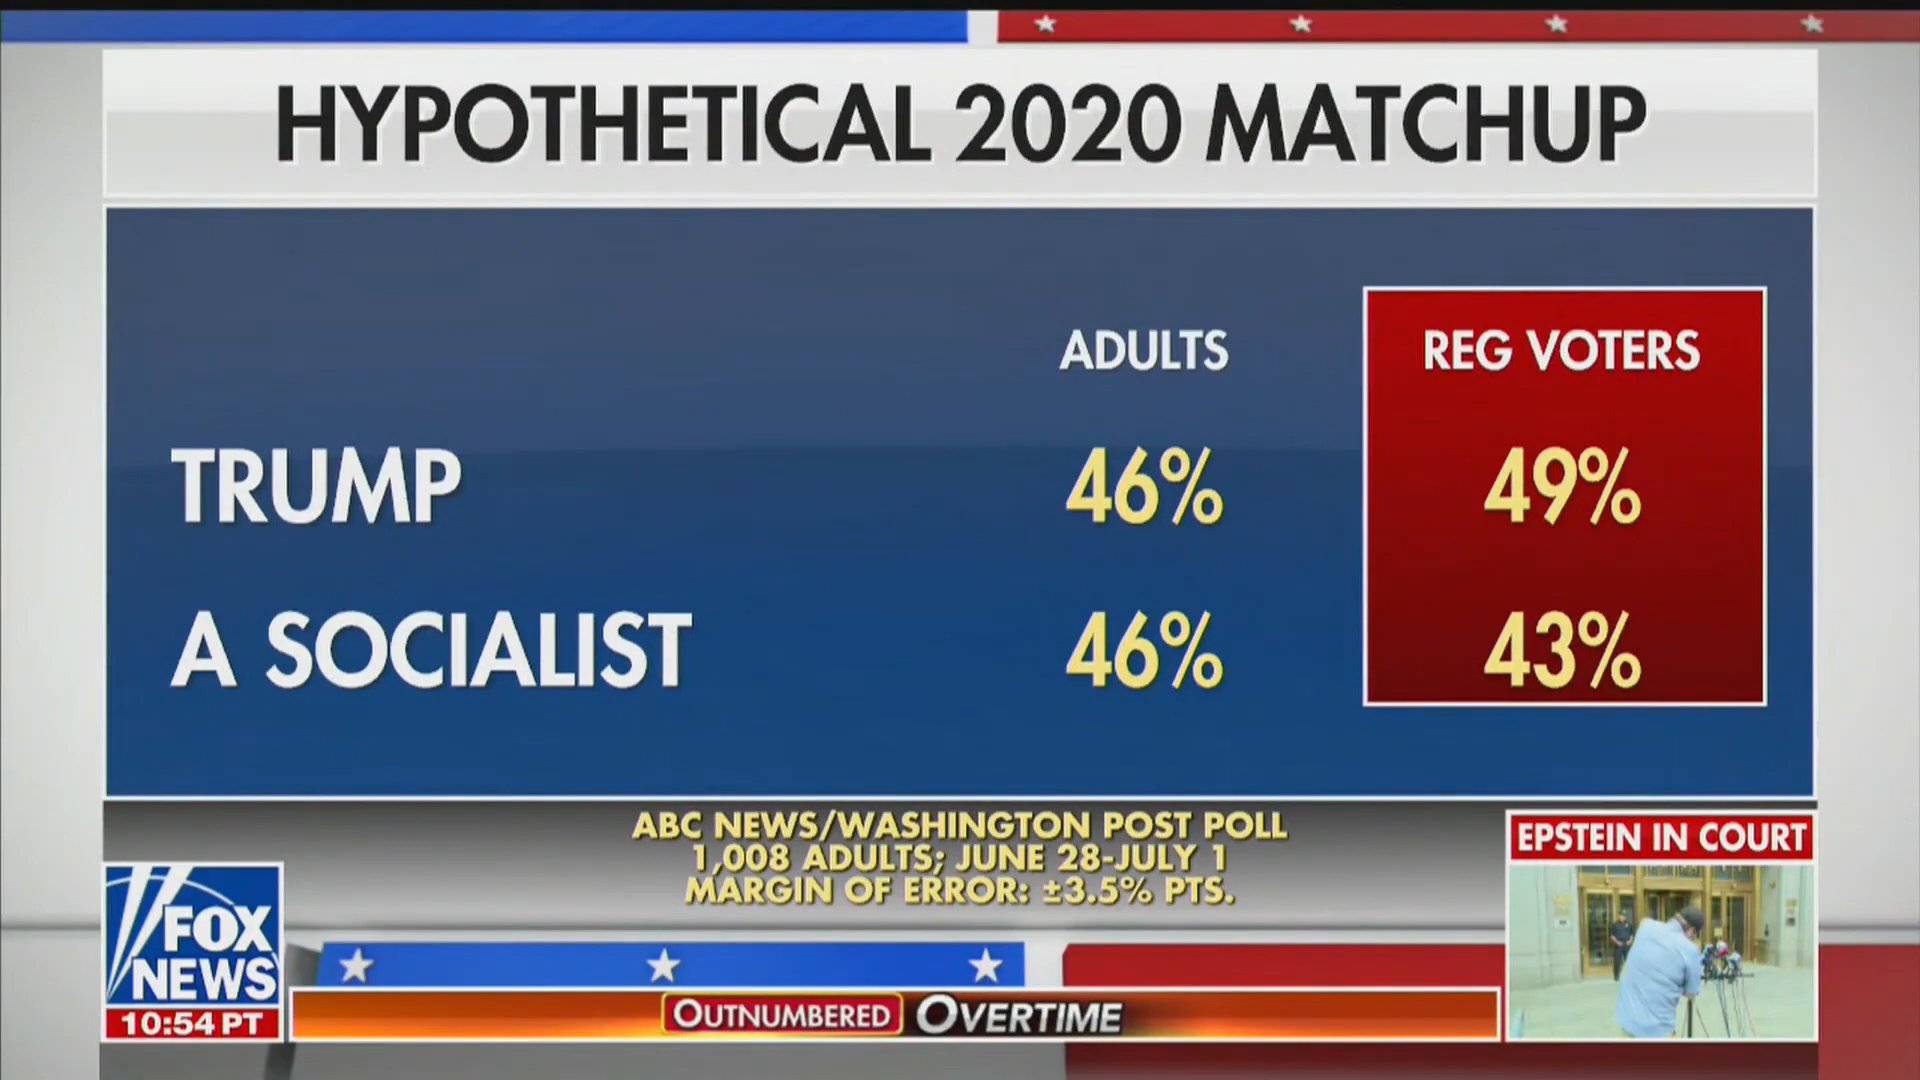 HYPOTHETICAL 2020 MATCHUP
ADULTS REG VOTERS
TRUMP 46% 49%
A SOCIALIST 46% 43%
ABC NEWS/WASHINGTON POST POLL
1,008 ADULTS; JUNE 28-JULY 1
MARGIN OF ERROR: ±3.5% PTS.
EPSTEIN IN COURT
FOX
NEWS
10:54 PT
OUTNUMBERED OVERTIME